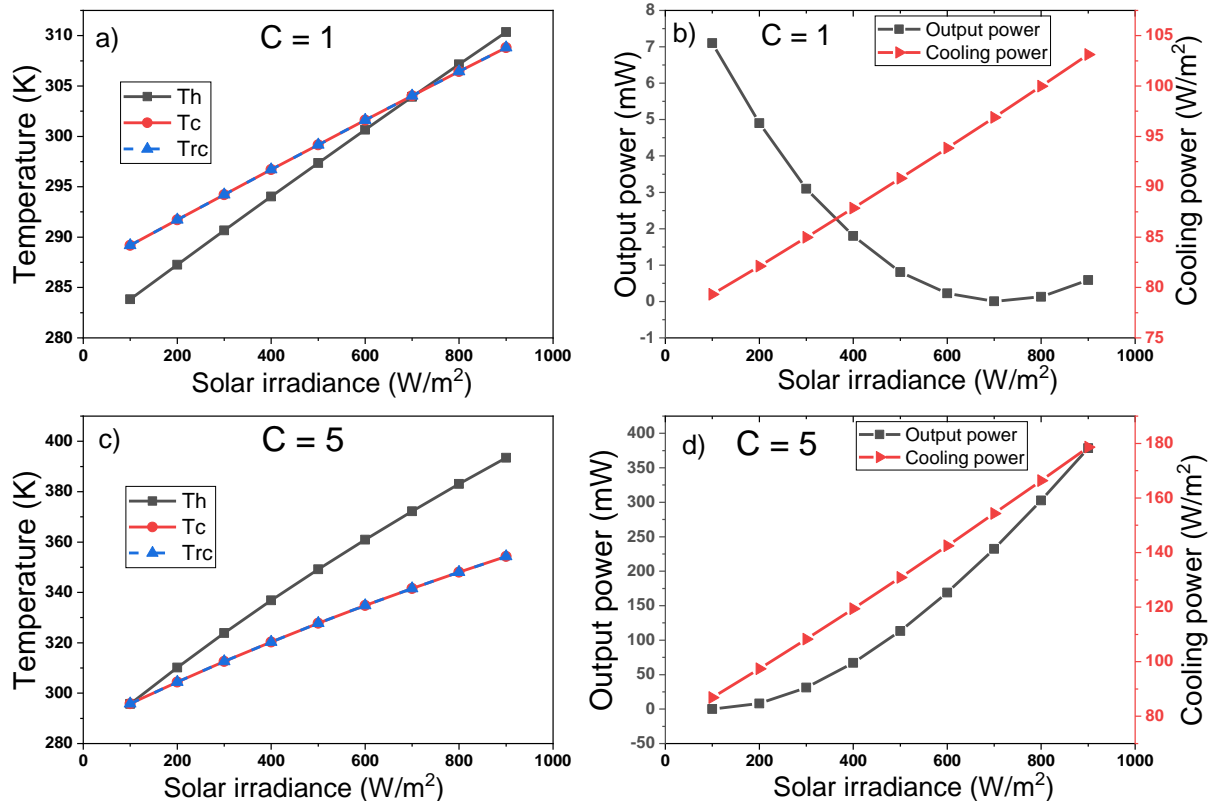 a)
C = 1
Th
Tc
Trc
Temperature (K)
310
305
300
295
290
285
280
0
200
400
600
800
1000
Solar irradiance (W/m²)
b)
C = 1
Output power
Cooling power
Output power (mW)
8
7
6
5
4
3
2
1
0
-1
Cooling power (W/m²)
105
100
95
90
85
80
75
0
200
400
600
800
1000
Solar irradiance (W/m²)
c)
C = 5
Th
Tc
Trc
Temperature (K)
400
380
360
340
320
300
280
0
200
400
600
800
1000
Solar irradiance (W/m²)
d)
C = 5
Output power
Cooling power
Output power (mW)
400
350
300
250
200
150
100
50
0
-50
Cooling power (W/m²)
180
160
140
120
100
80
0
200
400
600
800
1000
Solar irradiance (W/m²)